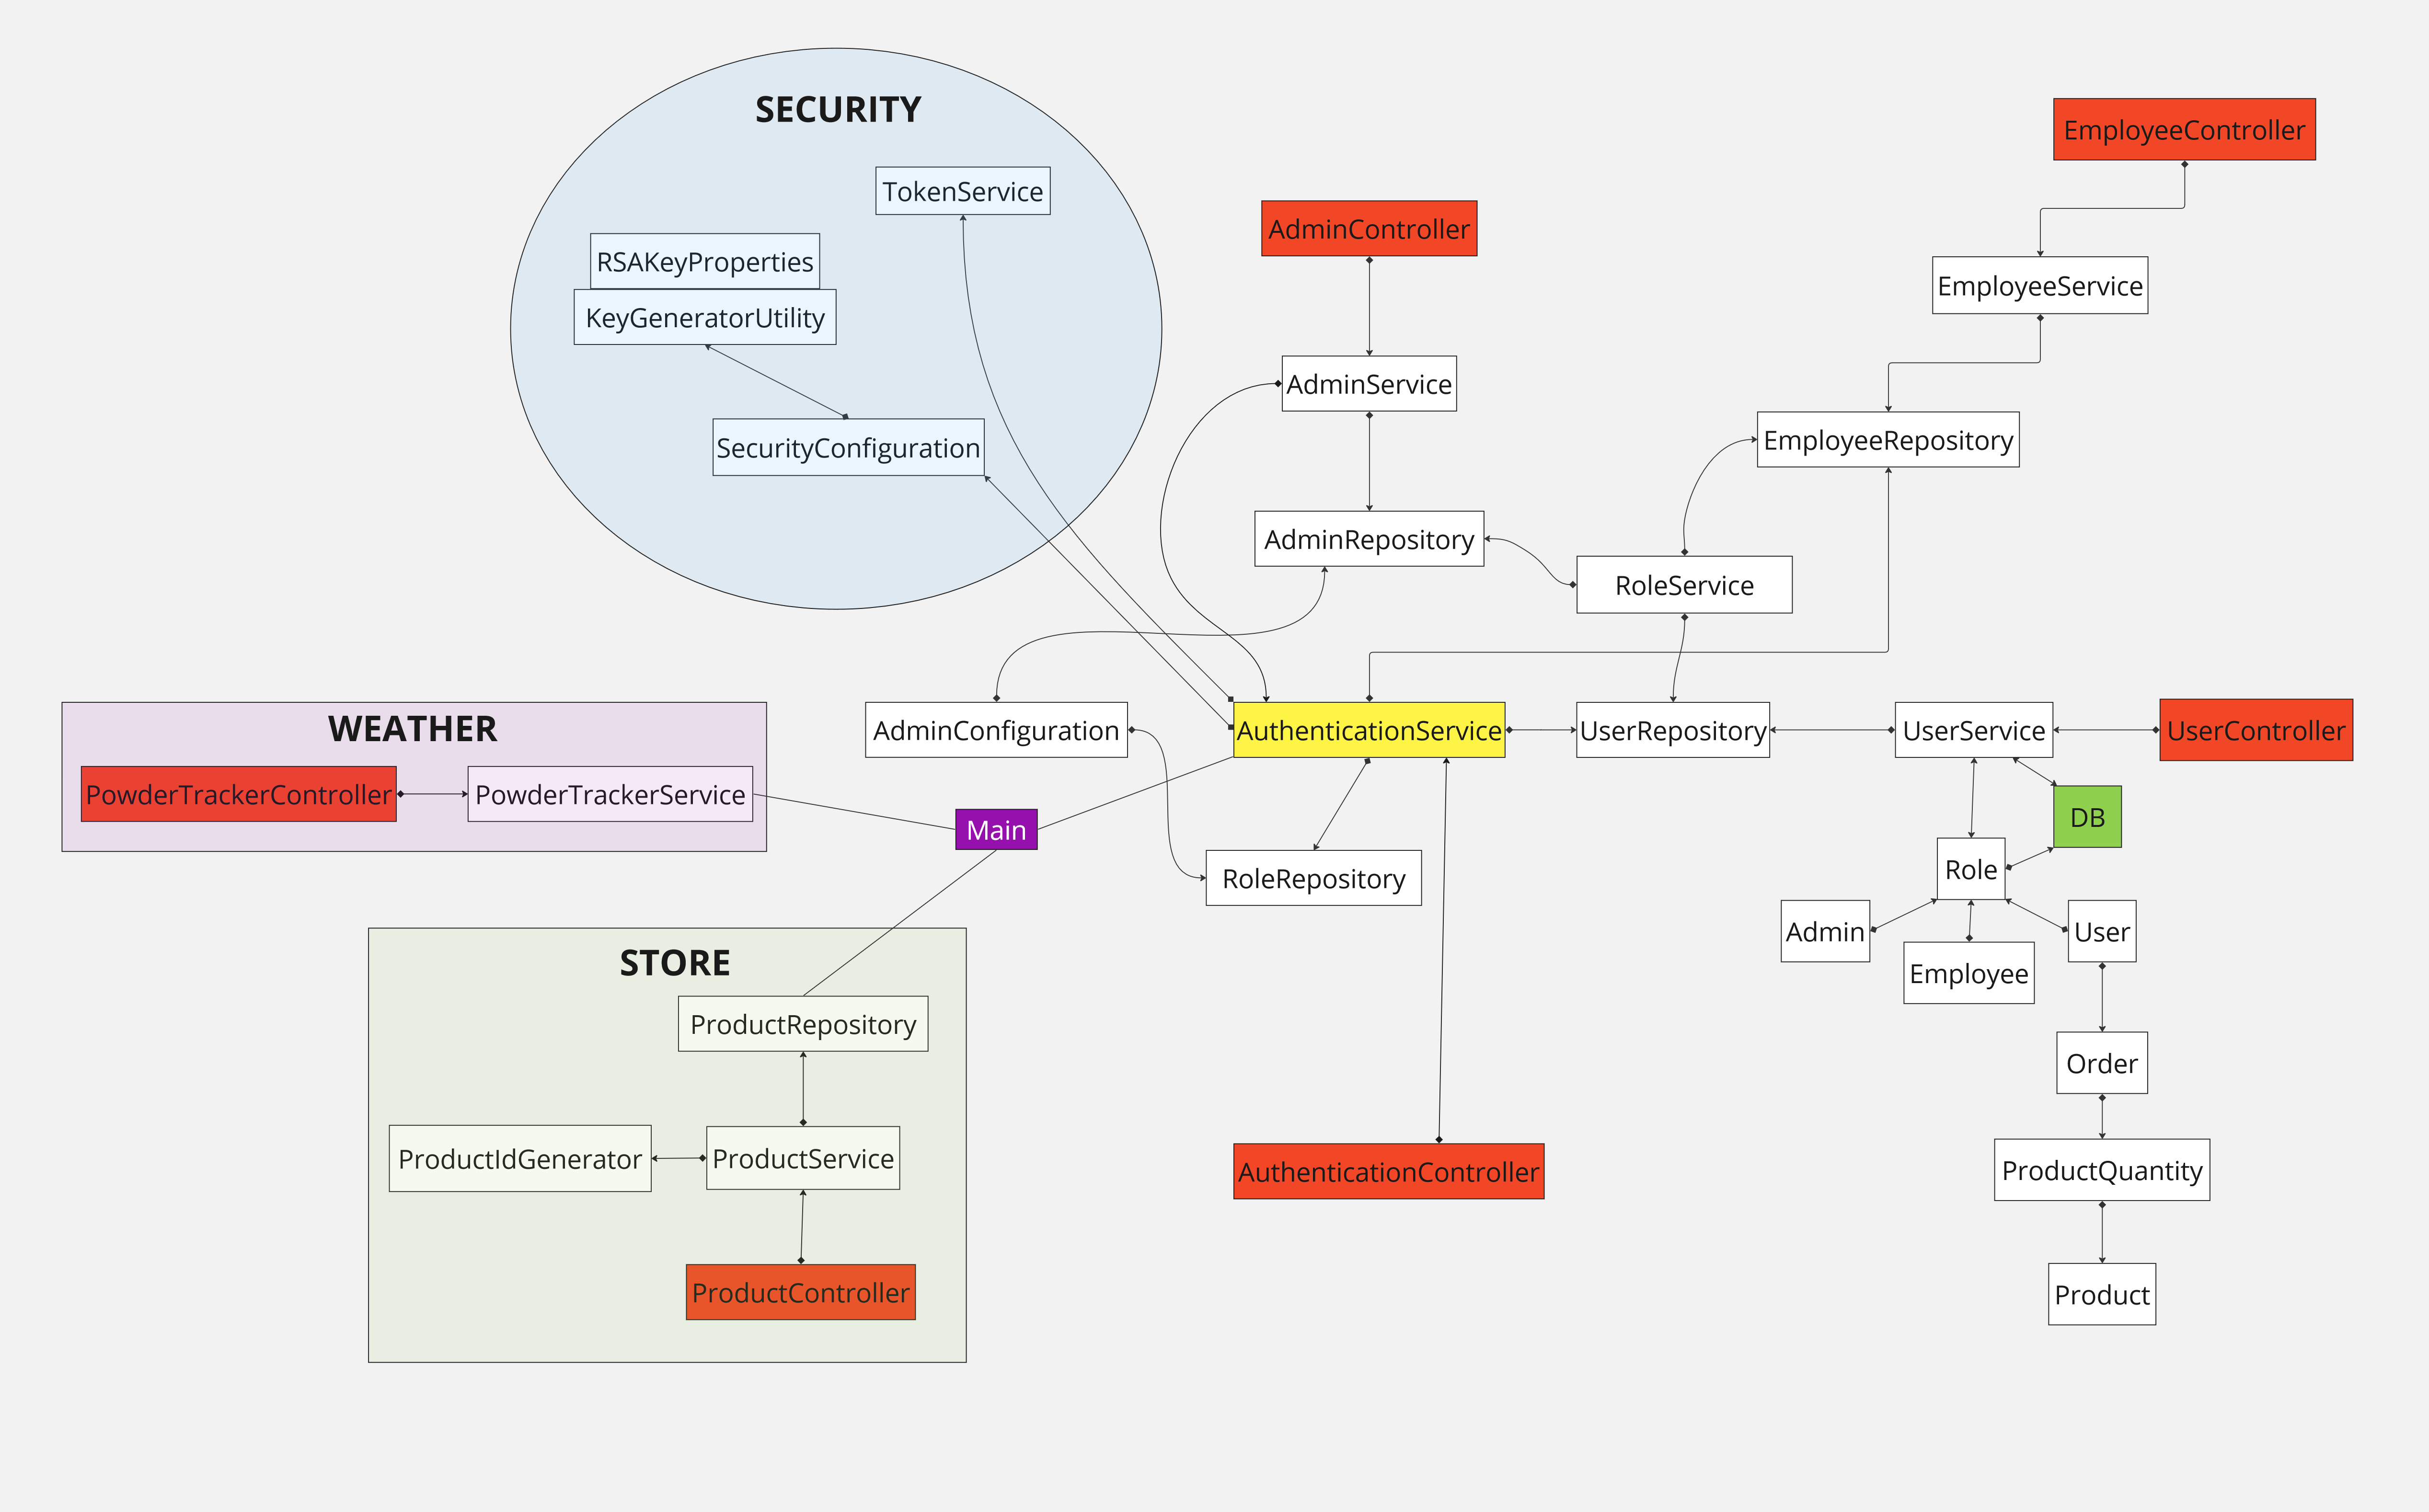 SECURITY
TokenService
RSAKeyProperties
KeyGeneratorUtility
SecurityConfiguration
EmployeeController
AdminController
EmployeeService
AdminService
EmployeeRepository
AdminRepository
RoleService
WEATHER
PowderTrackerController
PowderTrackerService
AdminConfiguration
AuthenticationService
UserRepository
UserService
UserController
Main
DB
RoleRepository
Role
Admin
Employee
User
STORE
ProductRepository
Order
ProductIdGenerator
ProductService
AuthenticationController
ProductQuantity
ProductController
Product